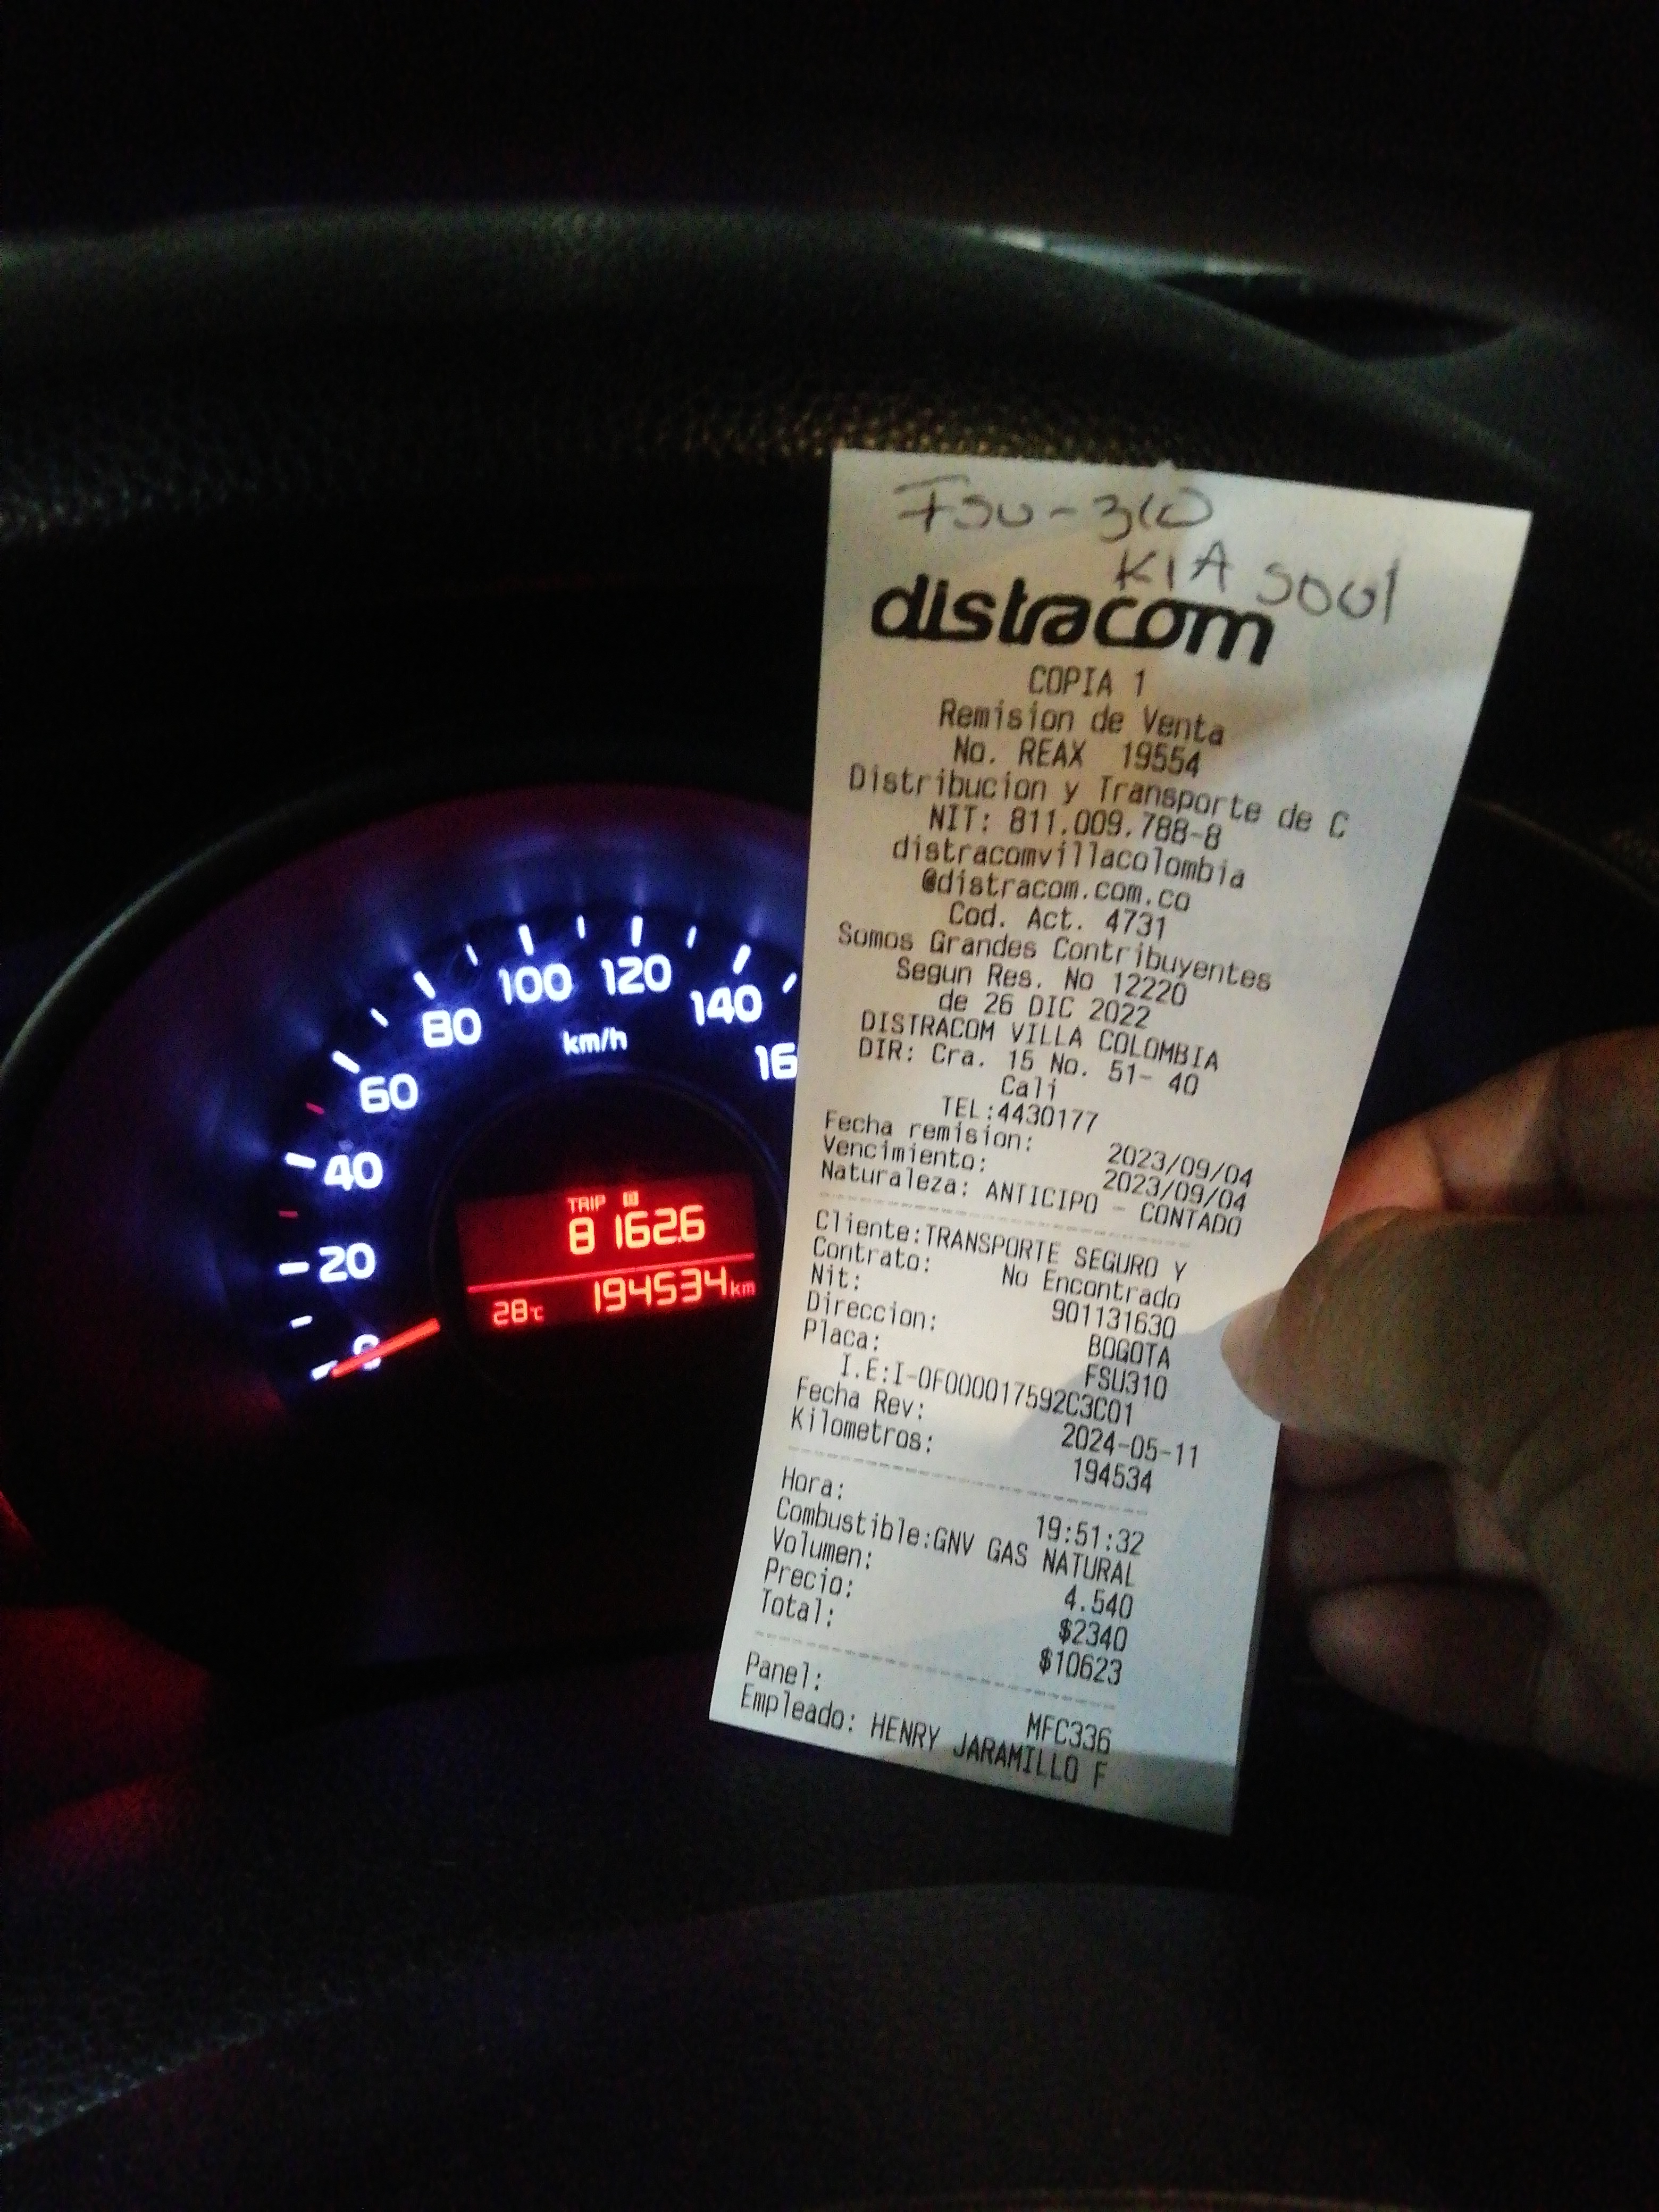 FSU-310
KIA SOUl
distracom
COPIA 1
Remision de Venta
No. REAX 19554
Distribucion y Transporte de C
NIT: 811.009.788-8
distracomvillacolombia
@distracom.com.co
Cod. Act. 4731
Somos Grandes Contribuyentes
Segun Res. No 12220
de 26 DIC 2022
DISTRACOM VILLA COLOMBIA
DIR: Cra. 15 No. 51- 40
Cali
TEL:4430177
Fecha remision: 2023/09/04
Vencimiento: 2023/09/04
Naturaleza: ANTICIPO - CONTADO
Cliente:TRANSPORTE SEGURO Y
Contrato: No Encontrado
Nit: 901131630
Direccion: BOGOTA
Placa: FSU310
I.E:I-0F000017592C3C01
Fecha Rev: 2024-05-11
Kilometros: 194534
Hora: 19:51:32
Combustible:GNV GAS NATURAL
Volumen: 4.540
Precio: $2340
Total: $10623
Panel: MFC336
Empleado: HENRY JARAMILLO F
0
20
40
60
80
100
120
140
16
km/h
TRIP B
8162.6
28°C 194534 km